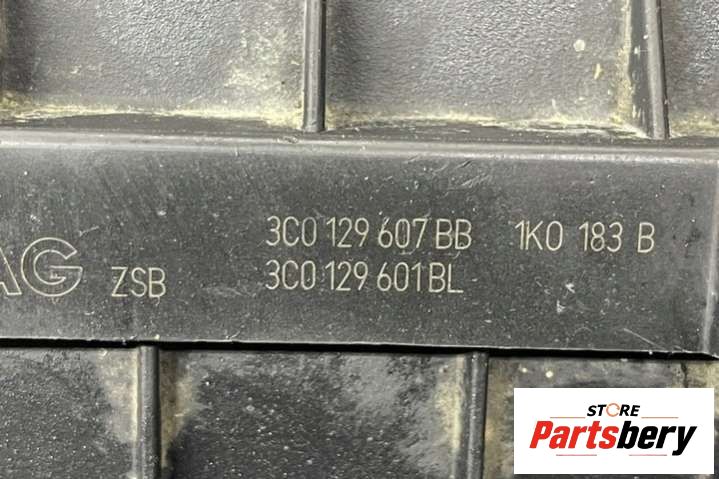 3C0 129 607 BB 1K0 183 B
AG ZSB 3C0 129 601 BL
STORE
Partsbery